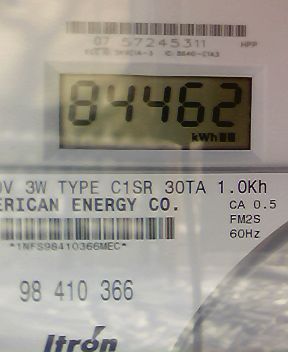 07 57245311 HPP
84462
kWh
0V 3W TYPE C1SR 30TA 1.0Kh
ERICAN ENERGY CO. CA 0.5
FM2S
*1NFS98410366MEC* 60Hz
98 410 366
Itron